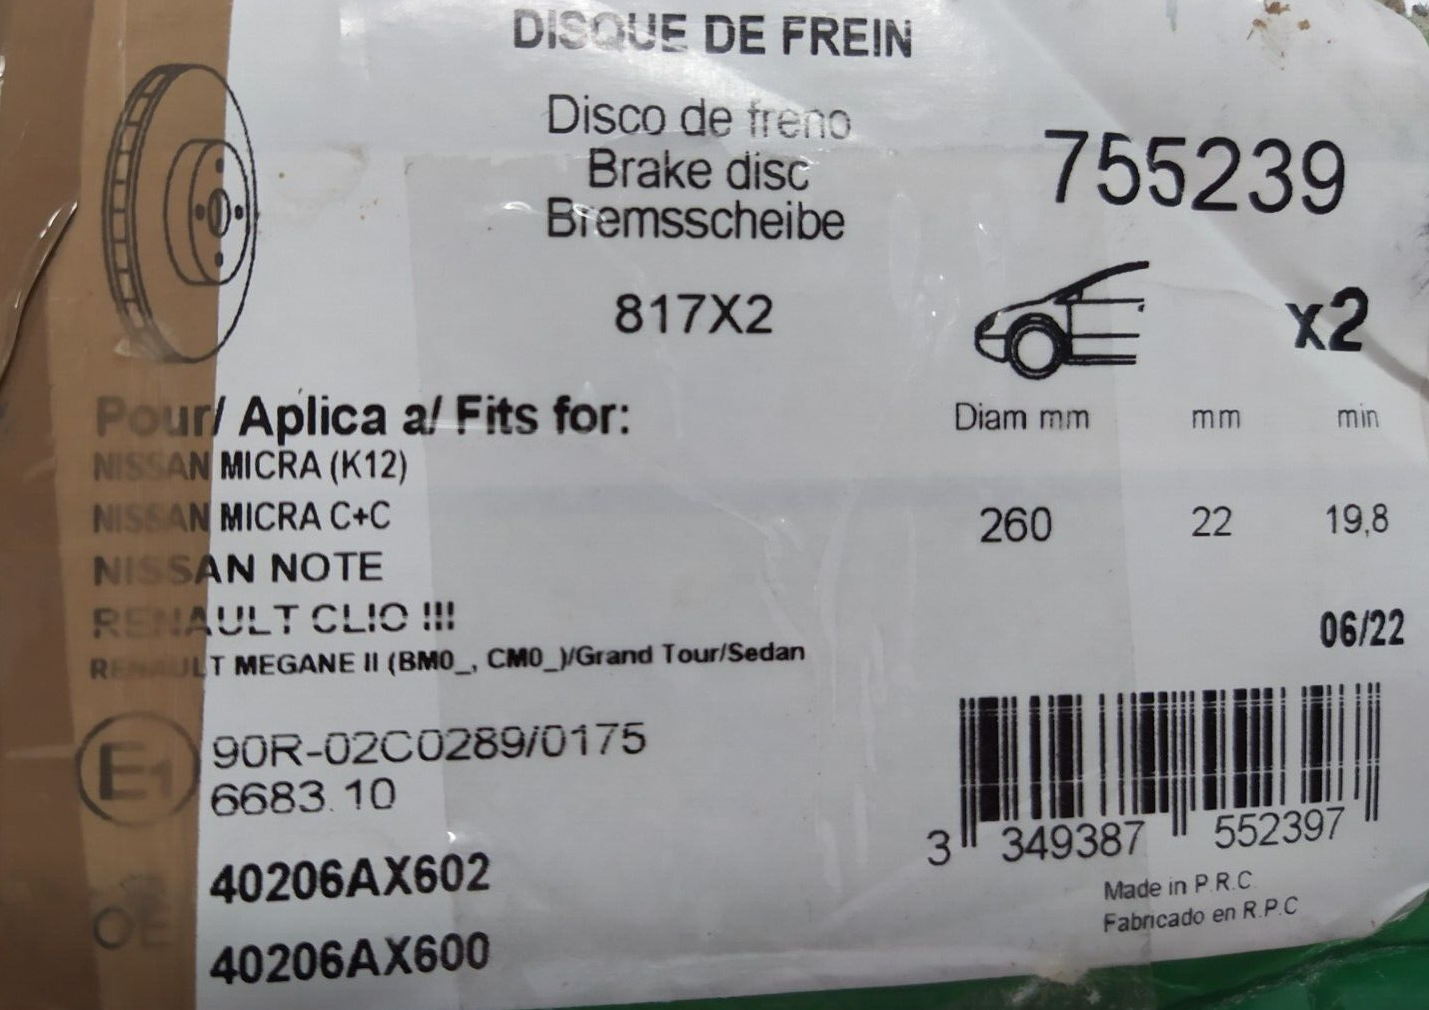 DISQUE DE FREIN
Disco de freno
Brake disc
Bremsscheibe
755239
817X2
x2
Pour/ Aplica a/ Fits for:
Diam mm mm min
NISSAN MICRA (K12)
NISSAN MICRA C+C
260 22 19,8
NISSAN NOTE
RENAULT CLIO !!!
06/22
RENAULT MEGANE II (BM0_, CM0_)/Grand Tour/Sedan
E1
90R-02C0289/0175
6683.10
3 349387 552397
40206AX602
Made in P.R.C
Fabricado en R.P.C
OE
40206AX600